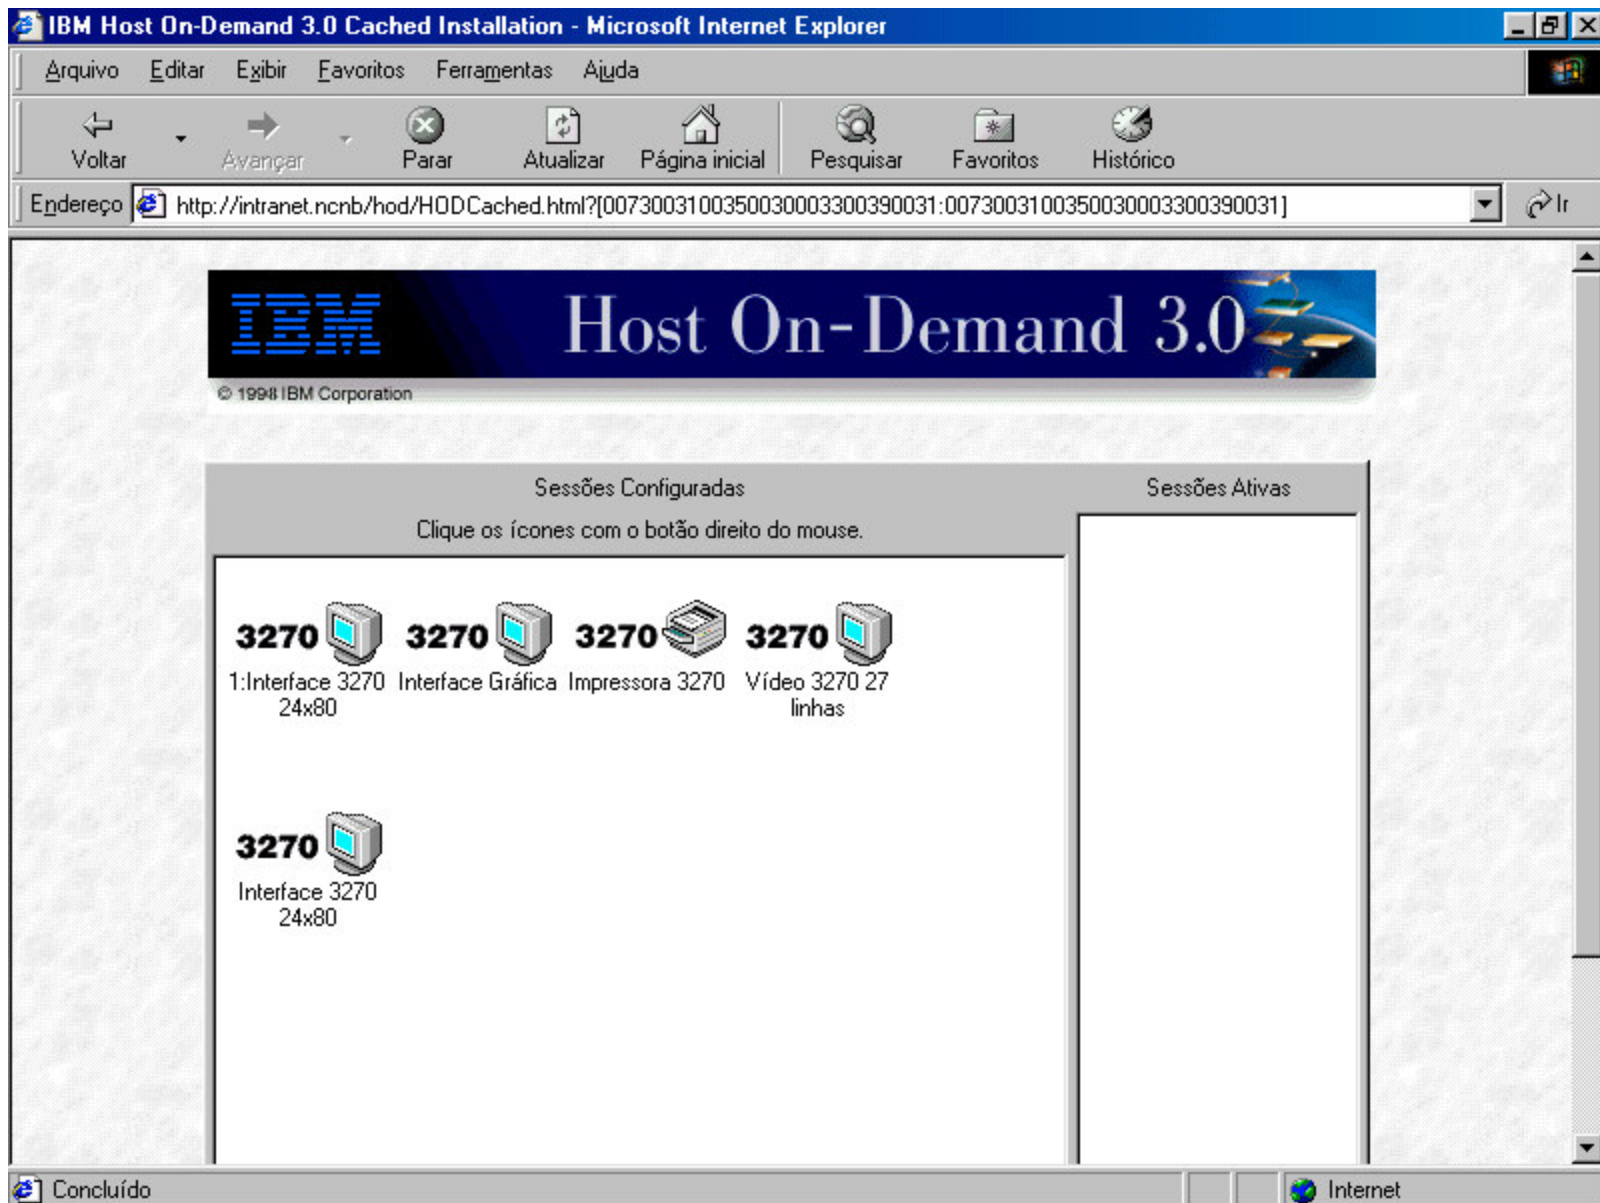 IBM Host On-Demand 3.0 Cached Installation - Microsoft Internet Explorer
Arquivo Editar Exibir Favoritos Ferramentas Ajuda
Voltar Avançar Parar Atualizar Página inicial Pesquisar Favoritos Histórico
Endereço http://intranet.ncnb/hod/HODCached.html?[0073003100350030003300390031:0073003100350030003300390031] Ir
IBM Host On-Demand 3.0
© 1998 IBM Corporation
Sessões Configuradas
Sessões Ativas
Clique os ícones com o botão direito do mouse.
3270 3270 3270 3270
1:Interface 3270 24x80
Interface Gráfica
Impressora 3270
Vídeo 3270 27 linhas
3270
Interface 3270
24x80
Concluído
Internet